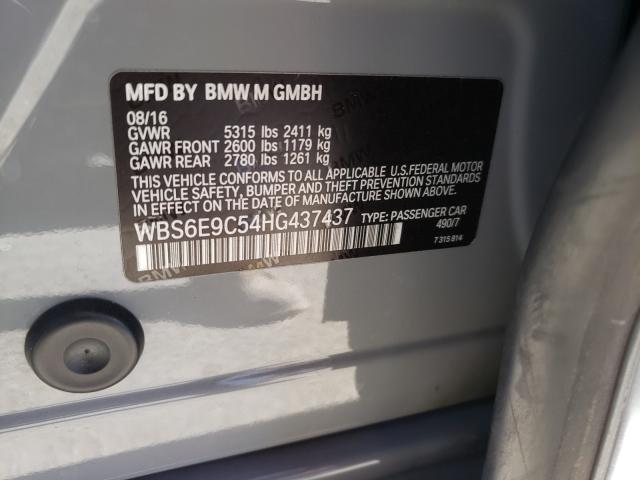 MFD BY BMW M GMBH
08/16
GVWR 5315 lbs 2411 kg
GAWR FRONT 2600 lbs 1179 kg
GAWR REAR 2780 lbs 1261 kg
THIS VEHICLE CONFORMS TO ALL APPLICABLE U.S.FEDERAL MOTOR
VEHICLE SAFETY, BUMPER AND THEFT PREVENTION STANDARDS
IN EFFECT ON THE DATE OF MANUFACTURE SHOWN ABOVE.
WBS6E9C54HG437437 TYPE: PASSENGER CAR
490/7
7 315 814